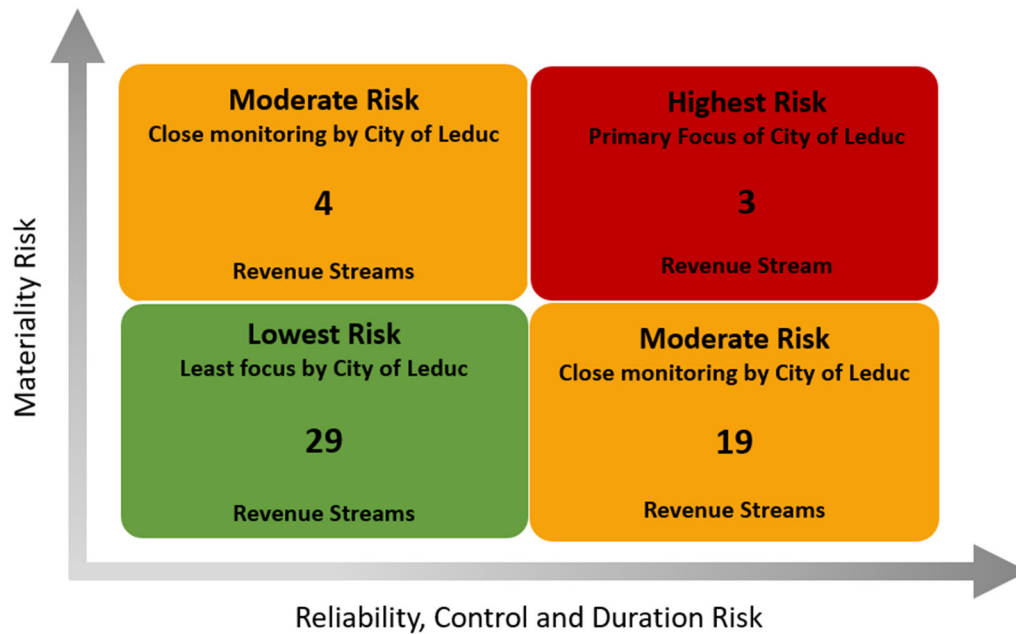 Materiality Risk
Moderate Risk
Close monitoring by City of Leduc
4
Revenue Streams
Highest Risk
Primary Focus of City of Leduc
3
Revenue Stream
Lowest Risk
Least focus by City of Leduc
29
Revenue Streams
Moderate Risk
Close monitoring by City of Leduc
19
Revenue Streams
Reliability, Control and Duration Risk